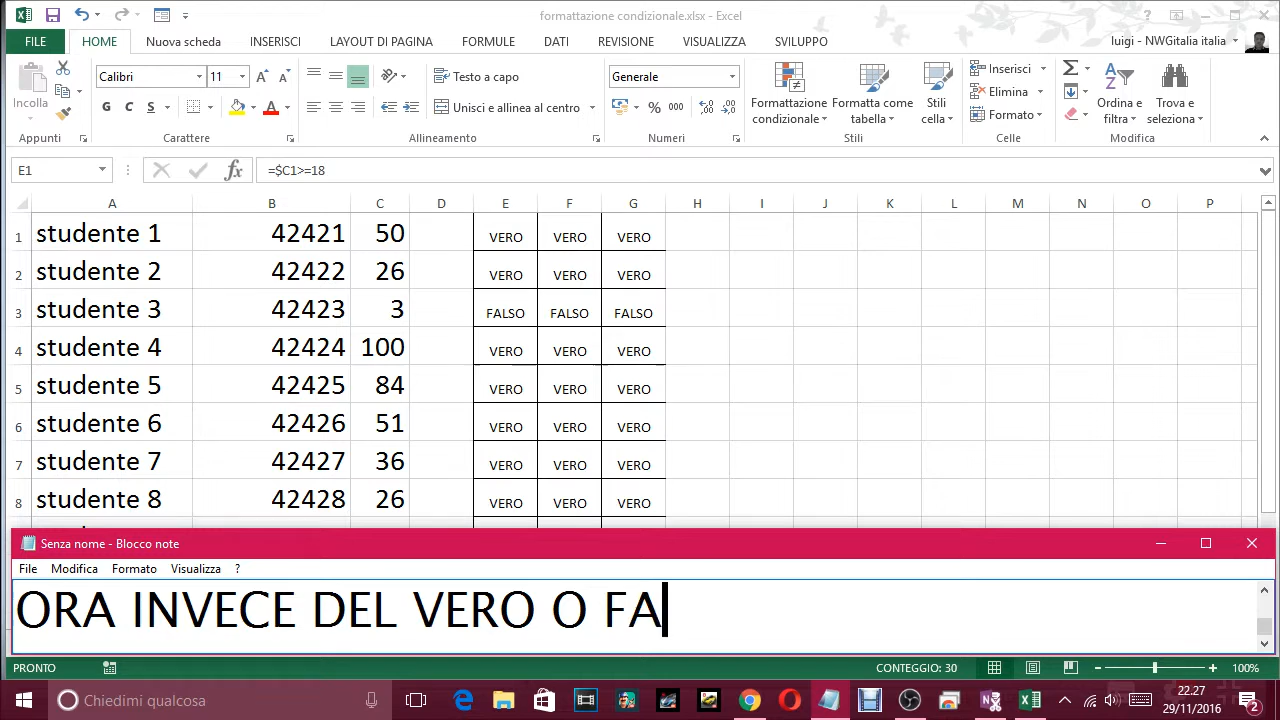 formattazione condizionale.xlsx - Excel
FILE HOME Nuova scheda INSERISCI LAYOUT DI PAGINA FORMULE DATI REVISIONE VISUALIZZA SVILUPPO luigi - NWGitalia italia
Incolla
Appunti
Calibri 11
G C S
Carattere
Testo a capo
Unisci e allinea al centro
Allineamento
Generale
% 000
Numeri
Formattazione condizionale
Formatta come tabella
Stili cella
Stili
Inserisci
Elimina
Formato
Celle
Ordina e filtra
Trova e seleziona
Modifica
E1 fx =$C1>=18
A B C D E F G H I J K L M N O P
1 studente 1 42421 50 VERO VERO VERO
2 studente 2 42422 26 VERO VERO VERO
3 studente 3 42423 3 FALSO FALSO FALSO
4 studente 4 42424 100 VERO VERO VERO
5 studente 5 42425 84 VERO VERO VERO
6 studente 6 42426 51 VERO VERO VERO
7 studente 7 42427 36 VERO VERO VERO
8 studente 8 42428 26 VERO VERO VERO
Senza nome - Blocco note
File Modifica Formato Visualizza ?
ORA INVECE DEL VERO O FA
PRONTO CONTEGGIO: 30 100%
Chiedimi qualcosa
22.27
29/11/2016
2